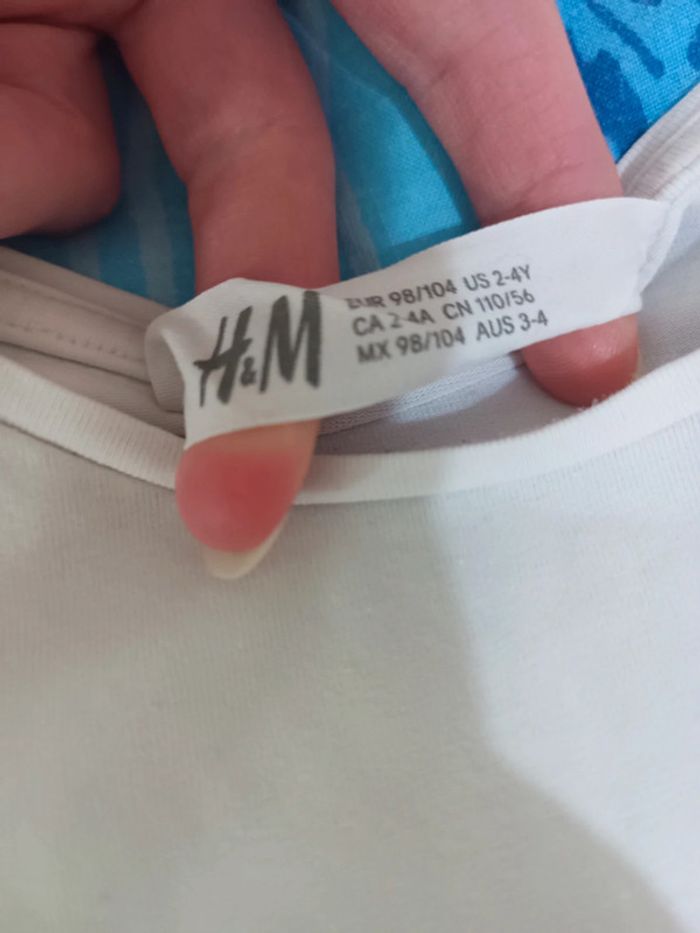 H&M
EUR 98/104 US 2-4Y
CA 2-4A CN 110/56
MX 98/104 AUS 3-4